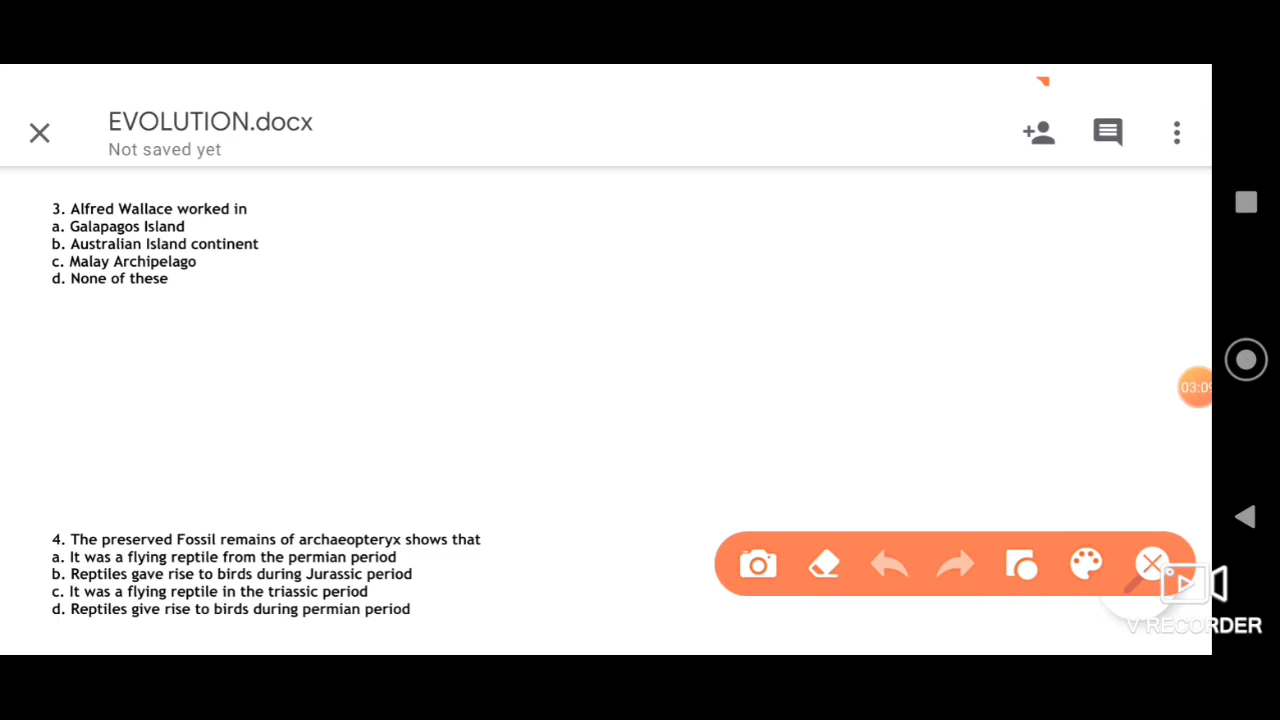 EVOLUTION.docx
Not saved yet
3. Alfred Wallace worked in
a. Galapagos Island
b. Australian Island continent
c. Malay Archipelago
d. None of these
03:09
4. The preserved Fossil remains of archaeopteryx shows that
a. It was a flying reptile from the permian period
b. Reptiles gave rise to birds during Jurassic period
c. It was a flying reptile in the triassic period
d. Reptiles give rise to birds during permian period
V RECORDER